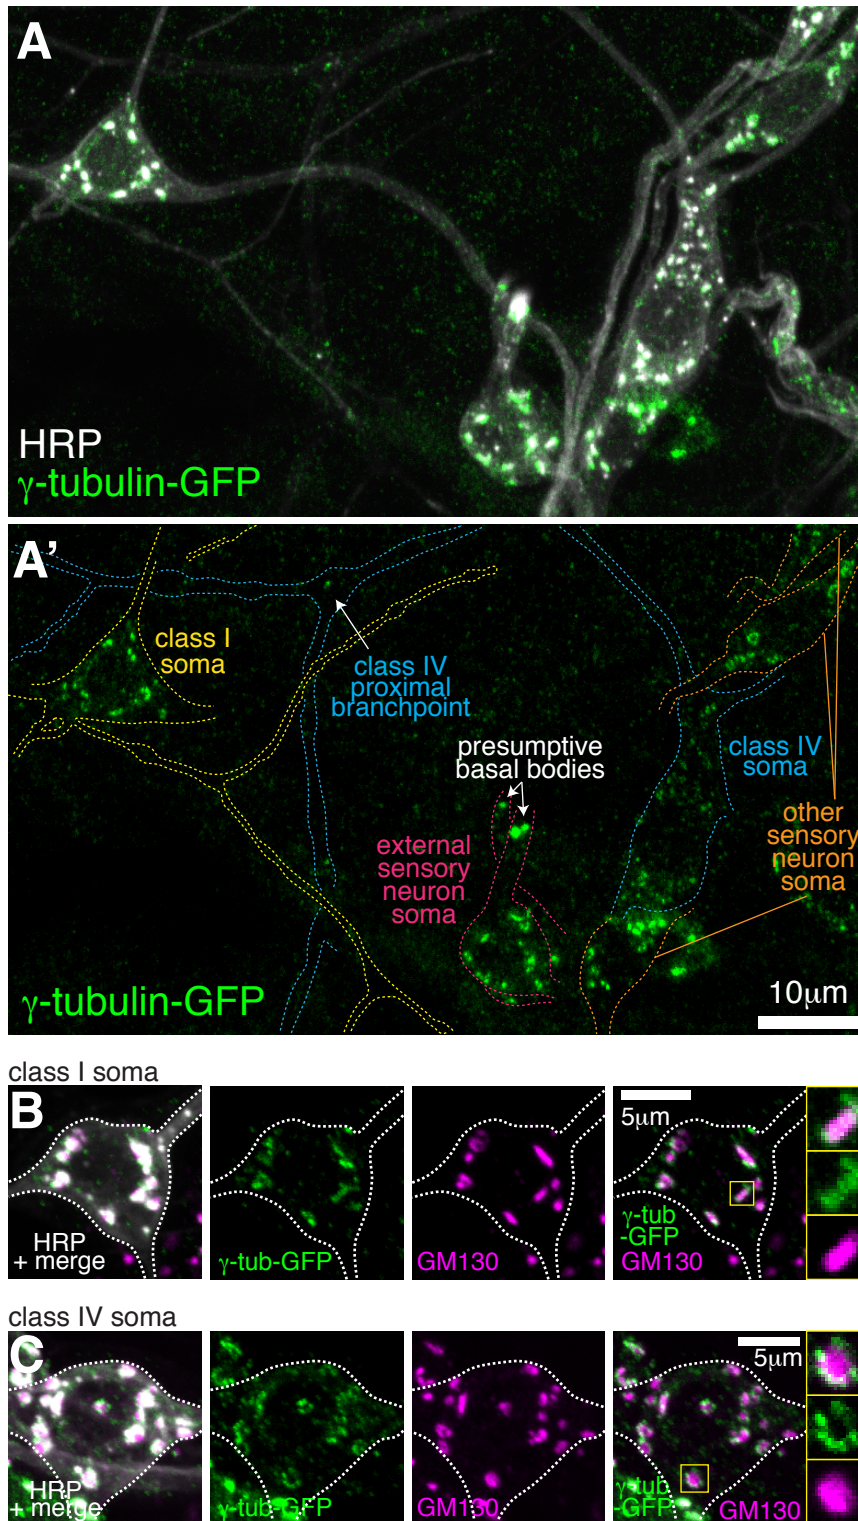 A
HRP
γ-tubulin-GFP
A'
class I
soma
class IV
proximal
branchpoint
presumptive
basal bodies
class IV
soma
external
sensory
neuron
soma
other
sensory
neuron
soma
γ-tubulin-GFP
10μm
class I soma
B
HRP
+ merge
γ-tub-GFP
GM130
5μm
γ-tub
-GFP
GM130
class IV soma
C
HRP
+ merge
γ-tub-GFP
GM130
5μm
γ-tub
-GFP
GM130